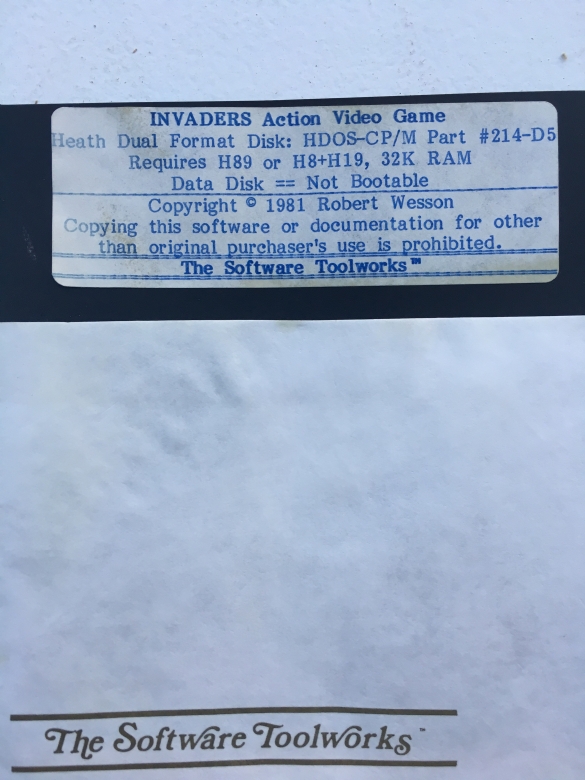 INVADERS Action Video Game
Heath Dual Format Disk: HDOS-CP/M Part #214-D5
Requires H89 or H8+H19, 32K RAM
Data Disk == Not Bootable
Copyright © 1981 Robert Wesson
Copying this software or documentation for other
than original purchaser's use is prohibited.
The Software Toolworks™
The Software Toolworks™